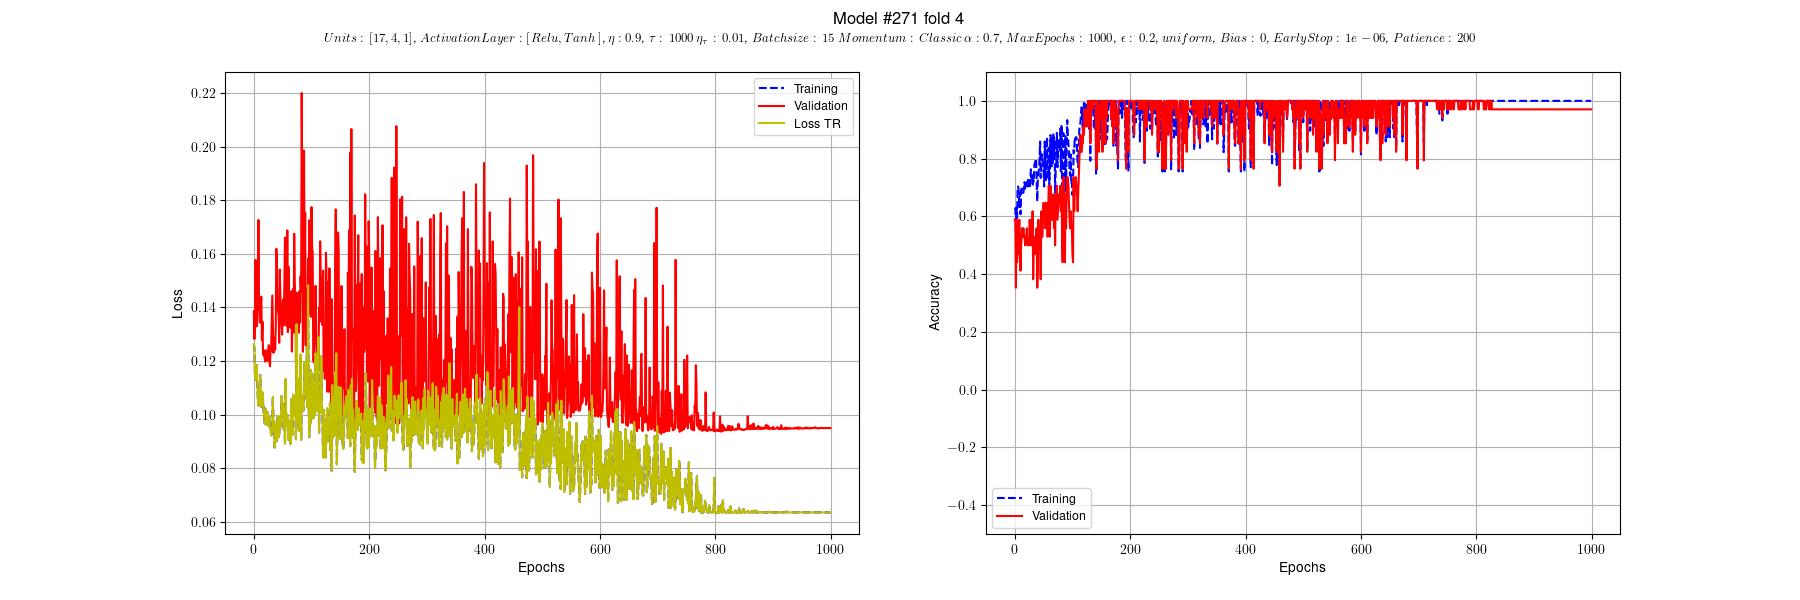 Model #271 fold 4
Units : [17, 4, 1], ActivationLayer : [Relu, Tanh], η : 0.9, τ : 1000 η_τ : 0.01, Batchsize : 15 Momentum : Classic α : 0.7, MaxEpochs : 1000, ϵ : 0.2, uniform, Bias : 0, EarlyStop : 1e − 06, Patience : 200
Loss
0.22
0.20
0.18
0.16
0.14
0.12
0.10
0.08
0.06
Training
Validation
Loss TR
0 200 400 600 800 1000
Epochs
Accuracy
1.0
0.8
0.6
0.4
0.2
0.0
−0.2
−0.4
Training
Validation
0 200 400 600 800 1000
Epochs